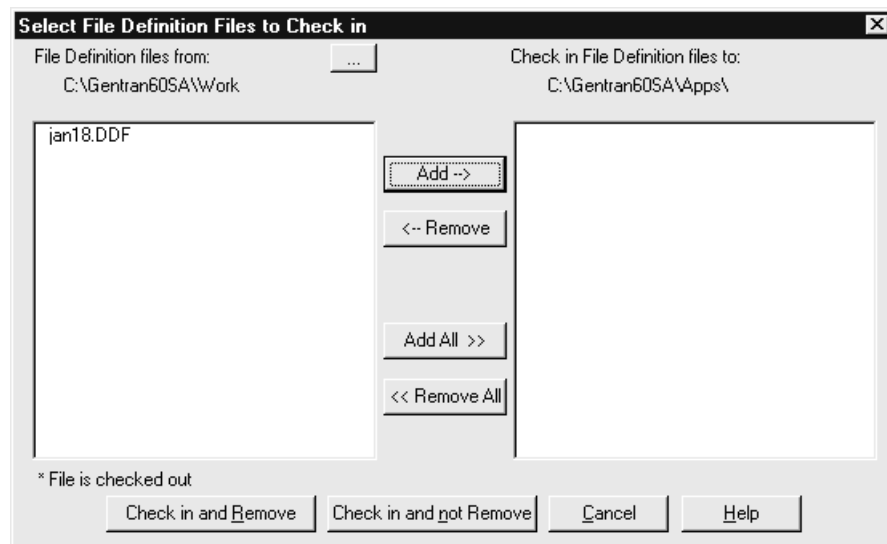 Select File Definition Files to Check in
File Definition files from:
...
Check in File Definition files to:
C:\Gentran60SA\Work
C:\Gentran60SA\Apps\
jan18.DDF
Add -->
<-- Remove
Add All >>
<< Remove All
* File is checked out
Check in and Remove
Check in and not Remove
Cancel
Help